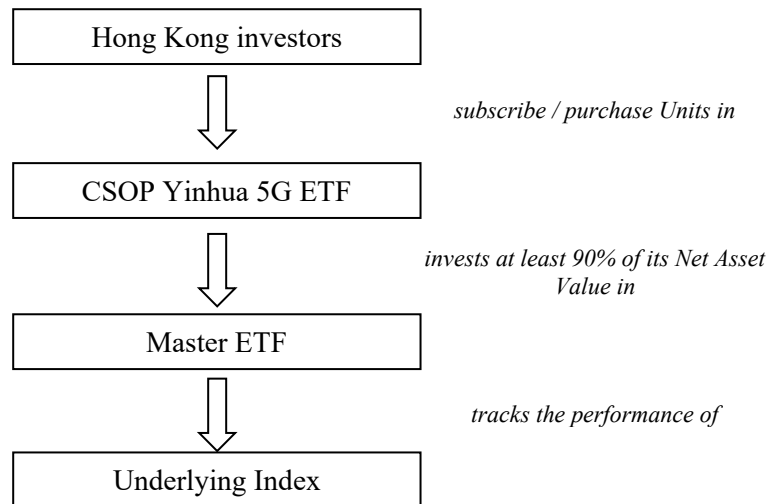 Hong Kong investors
subscribe / purchase Units in
CSOP Yinhua 5G ETF
invests at least 90% of its Net Asset
Value in
Master ETF
tracks the performance of
Underlying Index